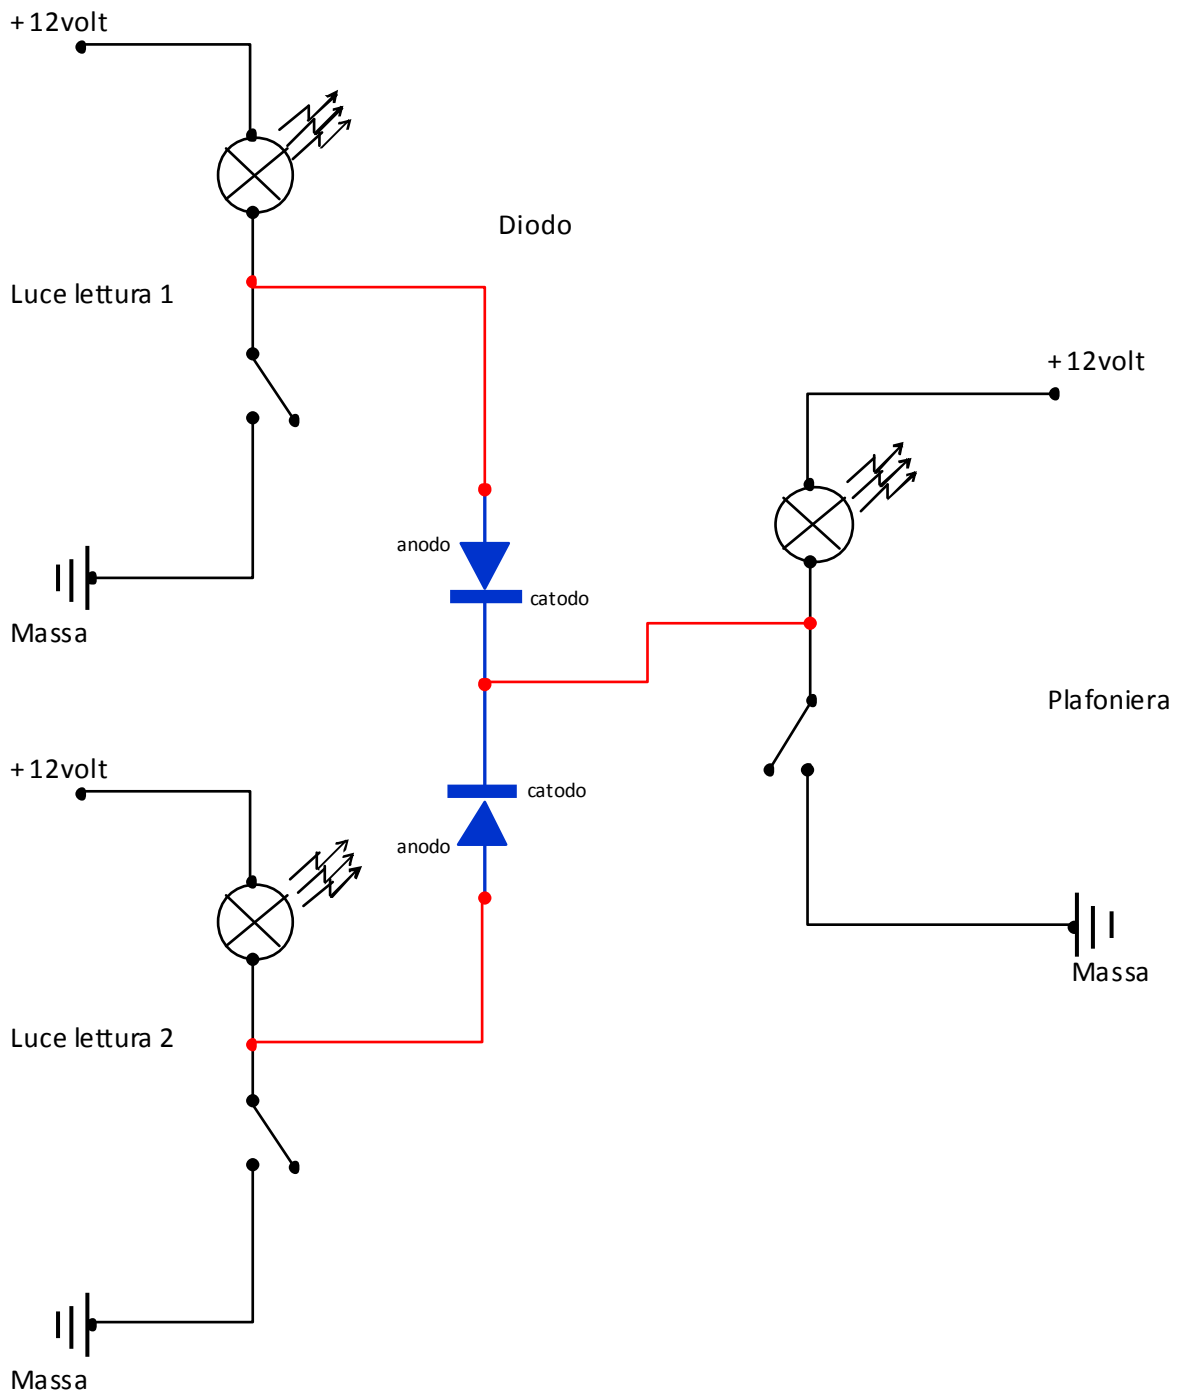 +12volt
Diodo
Luce lettura 1
+12volt
anodo
catodo
Massa
Plafoniera
+12volt
catodo
anodo
Massa
Luce lettura 2
Massa